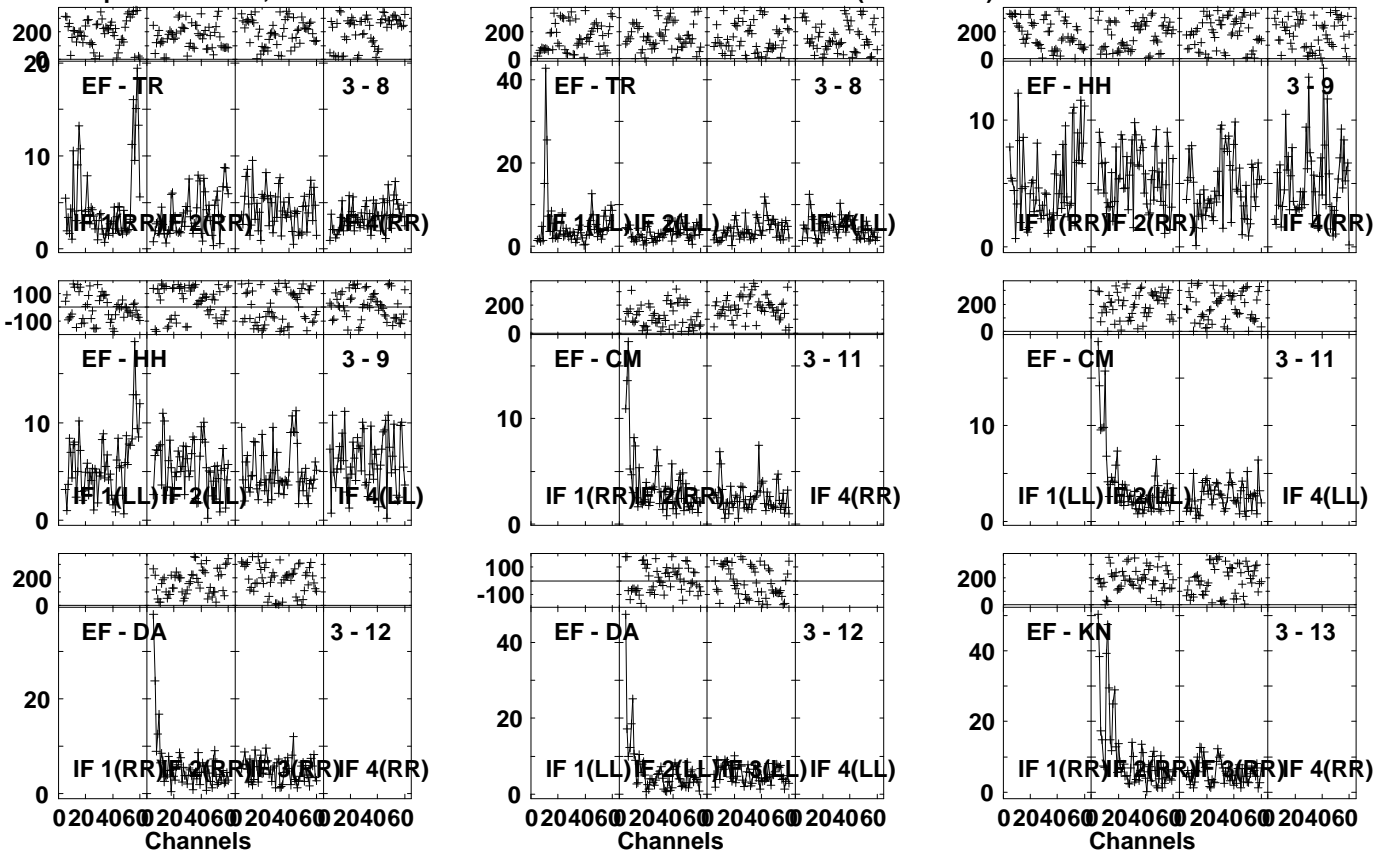 200 200 200
0 0 0
20 EF - TR 3 - 8 40 EF - TR 3 - 8 EF - HH 3 - 9
10 20 10
IF 1(RR) IF 2(RR) IF 4(RR) IF 1(LL) IF 2(LL) IF 4(LL) IF 1(RR) IF 2(RR) IF 4(RR)
0 0 0
100 200 200
-100 0 0
EF - HH 3 - 9 EF - CM 3 - 11 EF - CM 3 - 11
10 10 10
IF 1(LL) IF 2(LL) IF 4(LL) IF 1(RR) IF 2(RR) IF 4(RR) IF 1(LL) IF 2(LL) IF 4(LL)
0 0 0
200 100 200
0 -100 0
EF - DA 3 - 12 EF - DA 3 - 12 EF - KN 3 - 13
40 40
20 20 20
IF 1(RR) IF 2(RR) IF 3(RR) IF 4(RR) IF 1(LL) IF 2(LL) IF 3(LL) IF 4(LL) IF 1(RR) IF 2(RR) IF 3(RR) IF 4(RR)
0 0 0
0 20 40 60 0 20 40 60 0 20 40 60 0 20 40 60 0 20 40 60 0 20 40 60 0 20 40 60 0 20 40 60 0 20 40 60 0 20 40 60 0 20 40 60 0 20 40 60
Channels Channels Channels